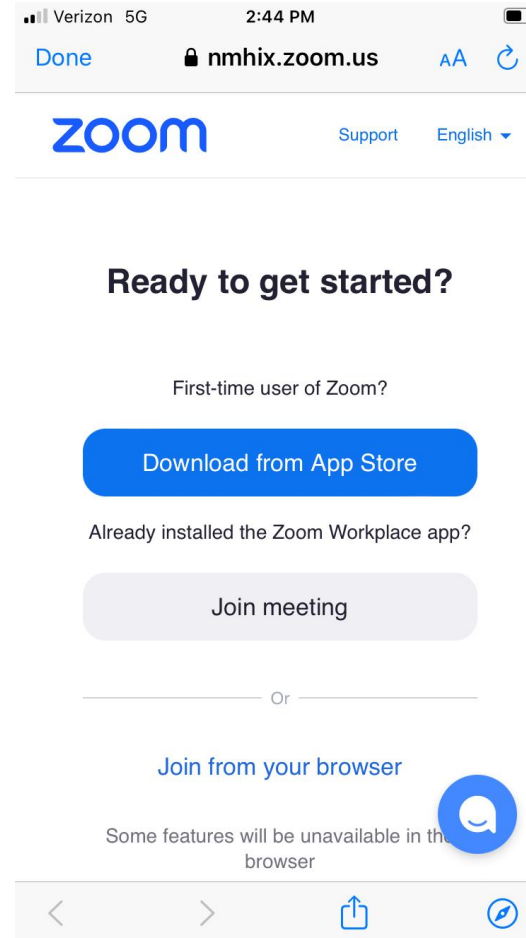 Verizon 5G 2:44 PM
Done nmhix.zoom.us AA
zoom Support English
Ready to get started?
First-time user of Zoom?
Download from App Store
Already installed the Zoom Workplace app?
Join meeting
Or
Join from your browser
Some features will be unavailable in the
browser